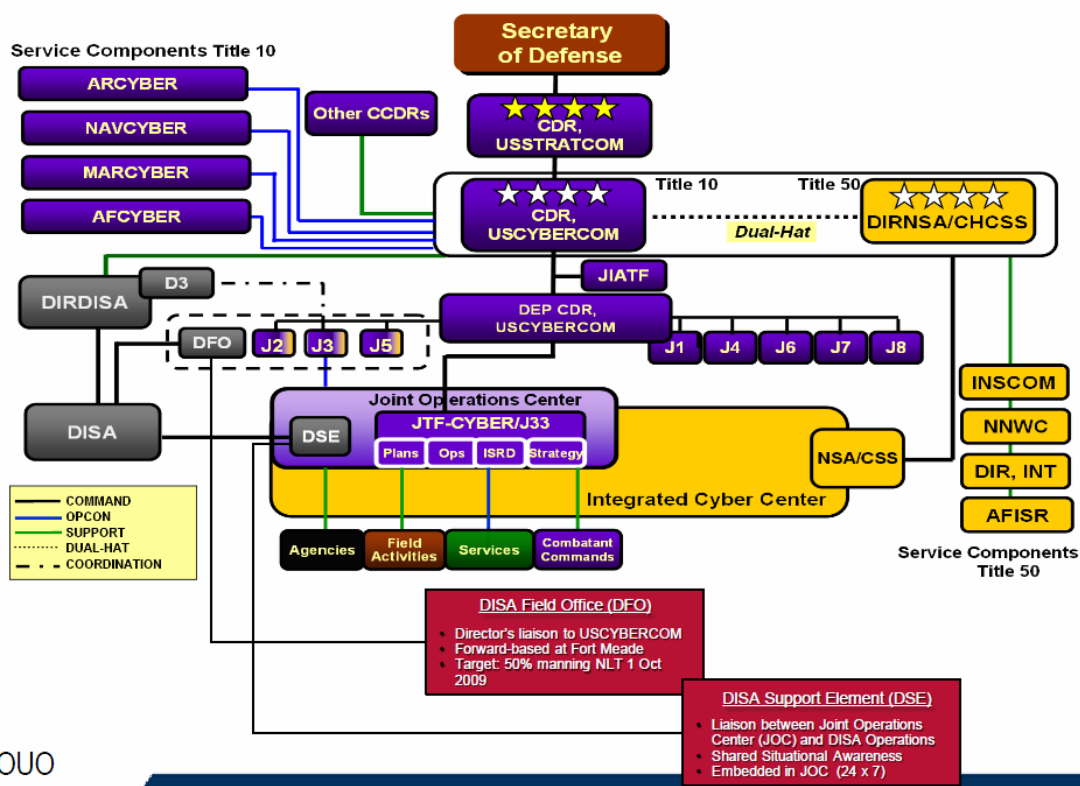 Secretary
of Defense
Service Components Title 10
ARCYBER
NAVCYBER
MARCYBER
AFCYBER
Other CCDRs
CDR,
USSTRATCOM
Title 10
Title 50
CDR,
USCYBERCOM
Dual-Hat
DIRNSA/CHCSS
JIATF
DIRDISA
D3
DEP CDR,
USCYBERCOM
DFO
J2
J3
J5
J1
J4
J6
J7
J8
DISA
Joint Operations Center
DSE
JTF-CYBER/J33
Plans
Ops
ISRD
Strategy
NSA/CSS
Integrated Cyber Center
INSCOM
NNWC
DIR, INT
AFISR
Service Components
Title 50
COMMAND
OPCON
SUPPORT
DUAL-HAT
COORDINATION
Agencies
Field
Activities
Services
Combatant
Commands
DISA Field Office (DFO)
• Director's liaison to USCYBERCOM
• Forward-based at Fort Meade
• Target: 50% manning NLT 1 Oct
2009
DISA Support Element (DSE)
• Liaison between Joint Operations
Center (JOC) and DISA Operations
• Shared Situational Awareness
• Embedded in JOC (24 x 7)
OUO